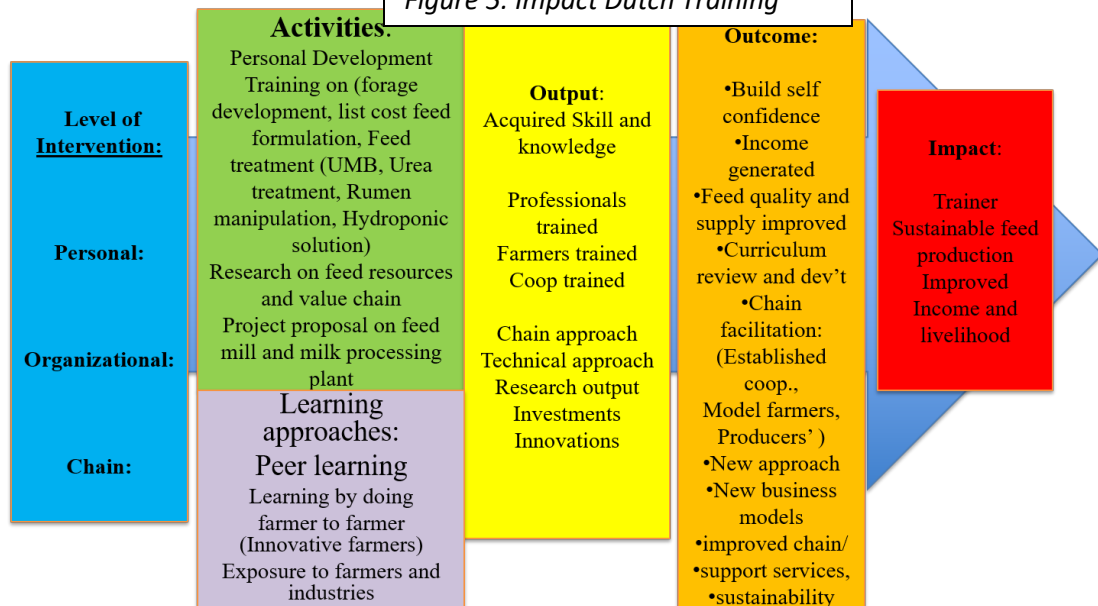 Figure 3: Impact Dutch Training
Level of
Intervention:
Personal:
Organizational:
Chain:
Activities:
Personal Development
Training on (forage
development, list cost feed
formulation, Feed
treatment (UMB, Urea
treatment, Rumen
manipulation, Hydroponic
solution)
Research on feed resources
and value chain
Project proposal on feed
mill and milk processing
plant
Learning
approaches:
Peer learning
Learning by doing
farmer to farmer
(Innovative farmers)
Exposure to farmers and
industries
Output:
Acquired Skill and
knowledge
Professionals
trained
Farmers trained
Coop trained
Chain approach
Technical approach
Research output
Investments
Innovations
Outcome:
•Build self
confidence
•Income
generated
•Feed quality and
supply improved
•Curriculum
review and dev’t
•Chain
facilitation:
(Established
coop.,
Model farmers,
Producers’ )
•New approach
•New business
models
•improved chain/
•support services,
•sustainability
Impact:
Trainer
Sustainable feed
production
Improved
Income and
livelihood